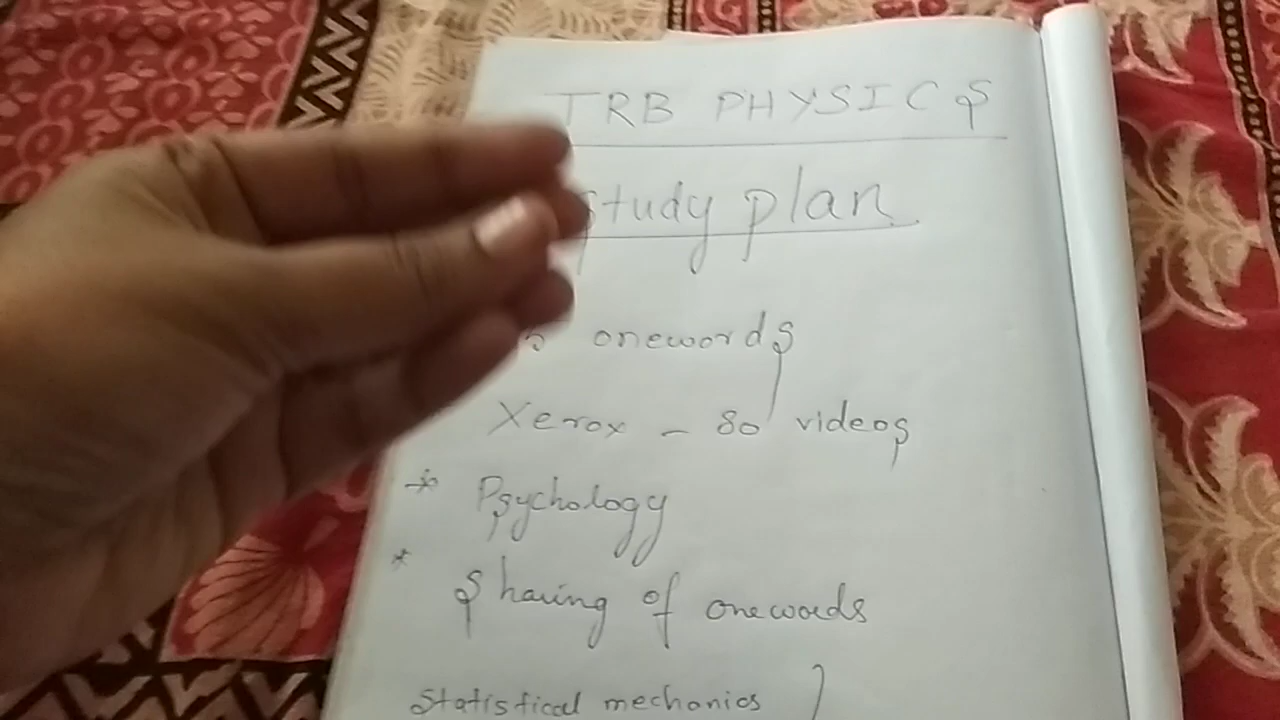 TRB PHYSICS
study plan
onewords
Xerox - 80 videos
* Psychology
* Sharing of onewords
Statistical mechanics